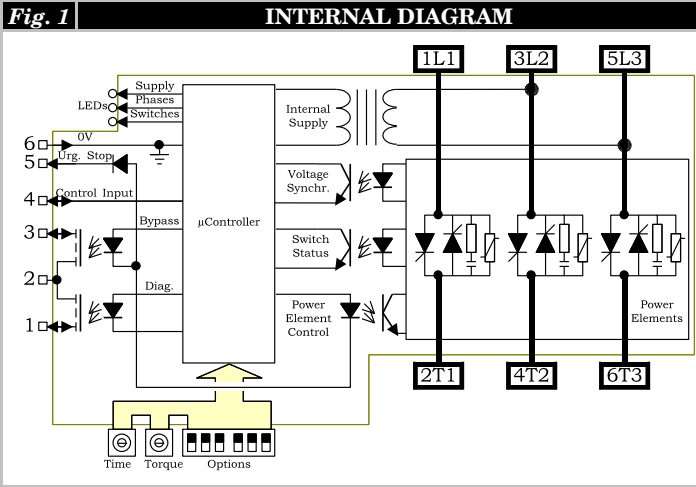 Fig. 1
INTERNAL DIAGRAM
1L1
3L2
5L3
LEDs
Supply
Phases
Switches
6
0V
5
Urg. Stop
4
Control Input
3
Bypass
2
Diag.
1
µController
Internal
Supply
Voltage
Synchr.
Switch
Status
Power
Element
Control
Power
Elements
2T1
4T2
6T3
Time
Torque
Options